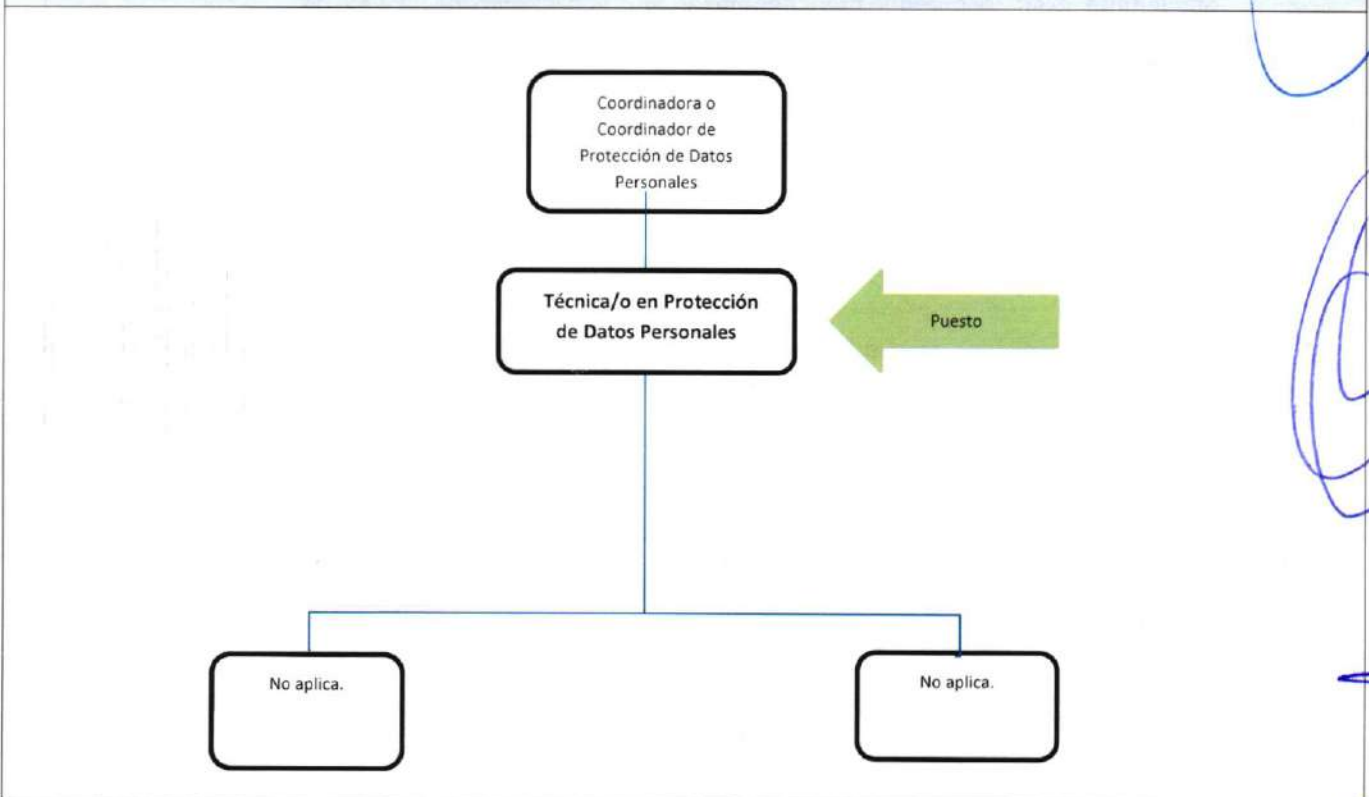 Coordinadora o
Coordinador de
Protección de Datos
Personales
Técnica/o en Protección
de Datos Personales
Puesto
No aplica.
No aplica.